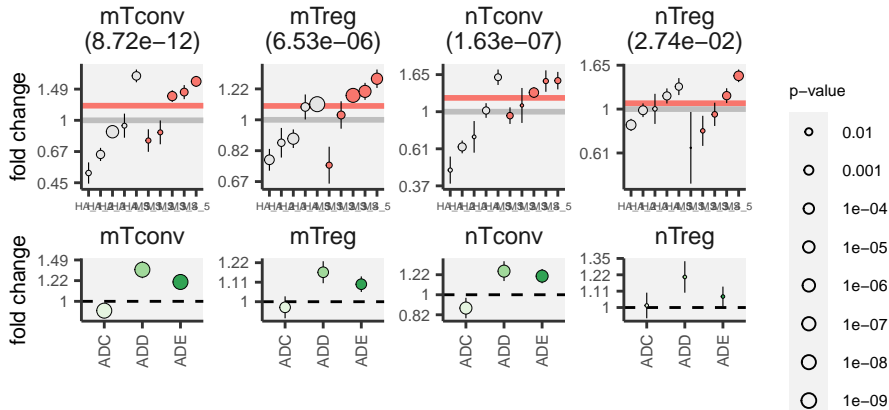 mTconv
(8.72e−12)
mTreg
(6.53e−06)
nTconv
(1.63e−07)
nTreg
(2.74e−02)
fold change
1.49
1
0.67
0.45
1.22
1
0.82
0.67
1.65
1
0.61
0.37
1.65
1
0.61
mTconv
mTreg
nTconv
nTreg
fold change
1.49
1.22
1
1.22
1.11
1
1.22
1
0.82
1.35
1.22
1.11
1
ADC
ADD
ADE
ADC
ADD
ADE
ADC
ADD
ADE
ADC
ADD
ADE
p−value
0.01
0.001
1e−04
1e−05
1e−06
1e−07
1e−08
1e−09